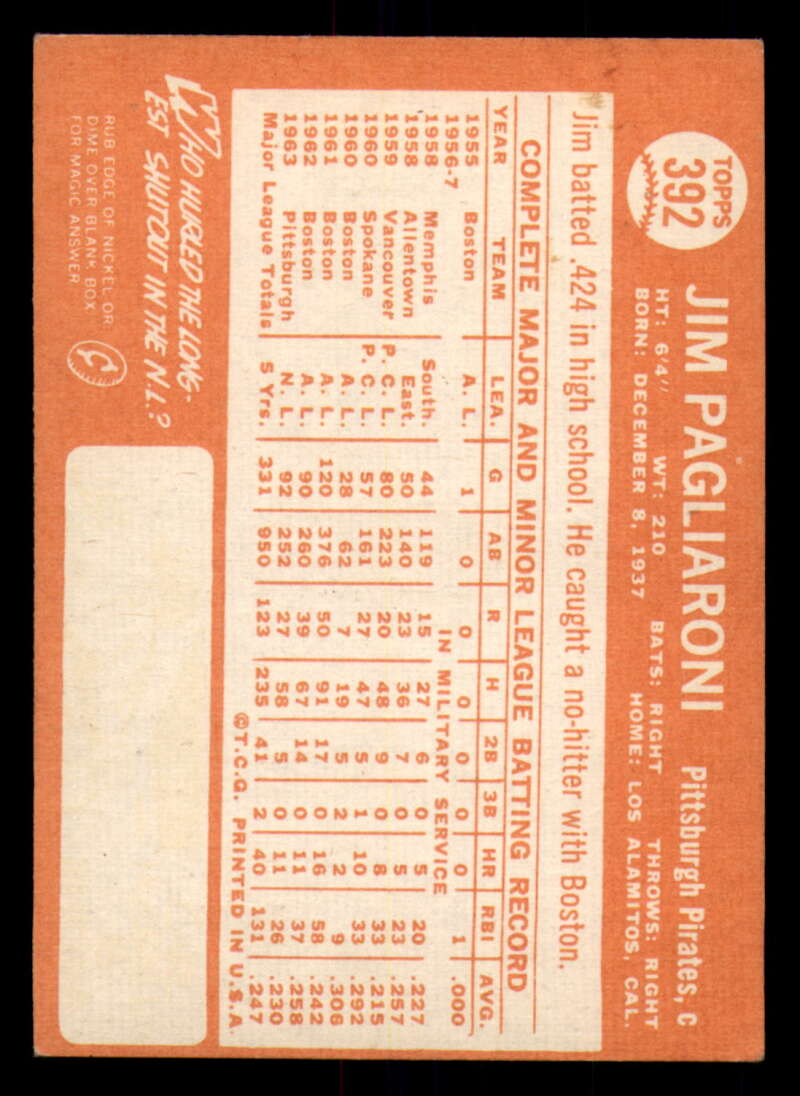 TOPPS
392
JIM PAGLIARONI Pittsburgh Pirates, c
HT: 6'4" WT: 210 BATS: RIGHT THROWS: RIGHT
BORN: DECEMBER 8, 1937 HOME: LOS ALAMITOS, CAL.
Jim batted .424 in high school. He caught a no-hitter with Boston.
COMPLETE MAJOR AND MINOR LEAGUE BATTING RECORD
YEAR TEAM LEA. G AB R H 2B 3B HR RBI AVG.
1955 Boston A. L. 1 0 0 0 0 0 0 1 .000
1956-7 IN MILITARY SERVICE
1958 Memphis South. 44 119 15 27 6 0 5 20 .227
1958 Allentown East. 50 140 23 36 7 0 5 23 .257
1959 Vancouver P. C. L. 80 223 20 48 9 0 8 33 .215
1960 Spokane P. C. L. 57 161 27 47 5 1 10 33 .292
1960 Boston A. L. 28 62 7 19 5 2 2 9 .306
1961 Boston A. L. 120 376 50 91 17 0 16 58 .242
1962 Boston A. L. 90 260 39 67 14 0 11 37 .258
1963 Pittsburgh N. L. 92 252 27 58 5 0 11 26 .230
Major League Totals 5 Yrs. 331 950 123 235 41 2 40 131 .247
©T.C.G. PRINTED IN U.S.A.
WHO HURLED THE LONG-
EST SHUTOUT IN THE N.L.?
RUB EDGE OF NICKEL OR
DIME OVER BLANK BOX
FOR MAGIC ANSWER